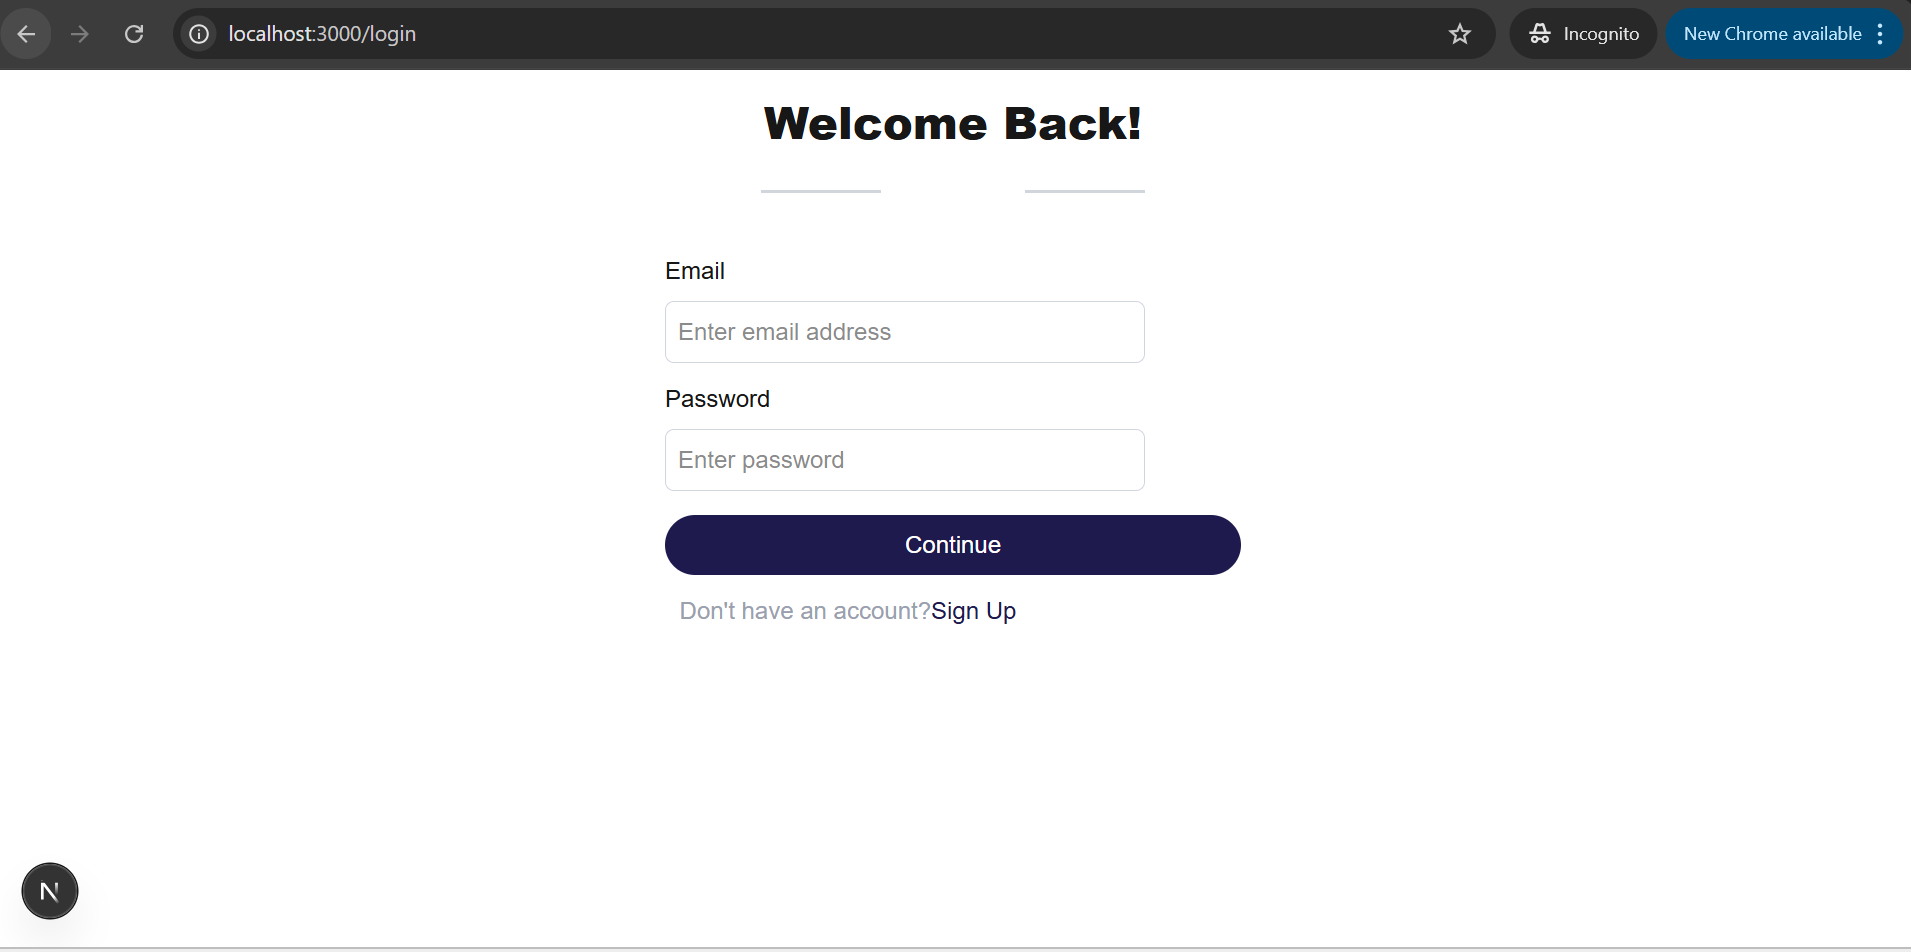 localhost:3000/login
Incognito
New Chrome available
Welcome Back!
Email
Enter email address
Password
Enter password
Continue
Don't have an account?Sign Up
N